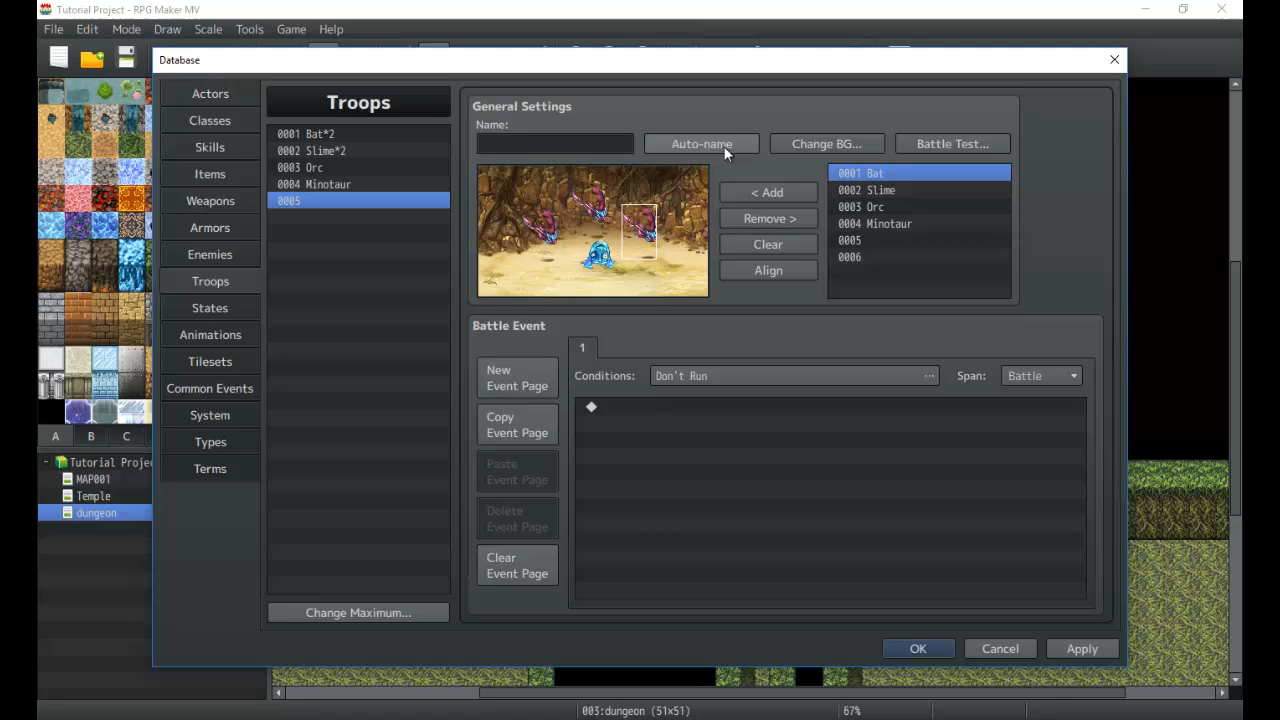 Tutorial Project - RPG Maker MV
File Edit Mode Draw Scale Tools Game Help
Database
Actors
Classes
Skills
Items
Weapons
Armors
Enemies
Troops
States
Animations
Tilesets
Common Events
System
Types
Terms
Troops
0001 Bat*2
0002 Slime*2
0003 Orc
0004 Minotaur
0005
Change Maximum...
General Settings
Name:
Auto-name
Change BG...
Battle Test...
< Add
Remove >
Clear
Align
0001 Bat
0002 Slime
0003 Orc
0004 Minotaur
0005
0006
Battle Event
1
New
Event Page
Copy
Event Page
Paste
Event Page
Delete
Event Page
Clear
Event Page
Conditions: Don't Run ...
Span: Battle
OK Cancel Apply
A B C
Tutorial Projec
MAP001
Temple
dungeon
003:dungeon (51×51) 67%